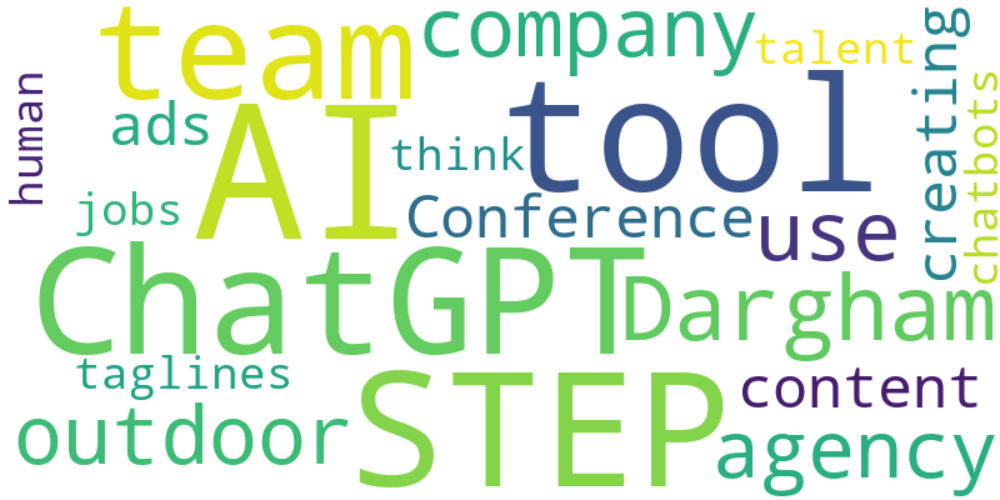 team
company
talent
human
ads
AI
think
tool
creating
chatbots
jobs
Conference
use
ChatGPT
Dargham
taglines
STEP
content
outdoor
agency